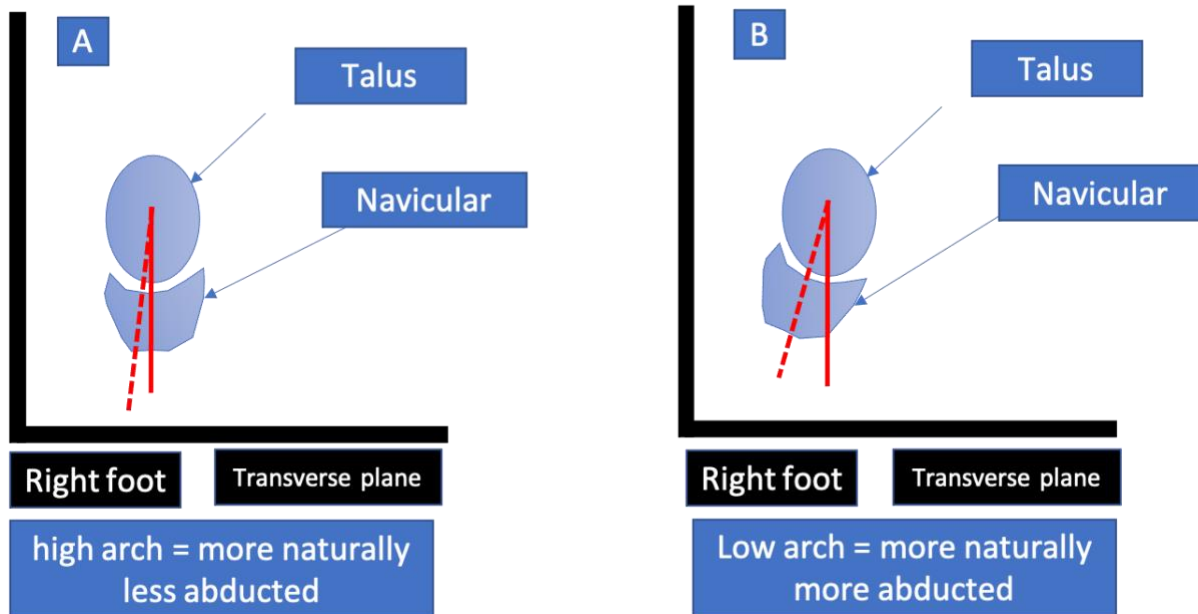 A
Talus
Navicular
Right foot
Transverse plane
high arch = more naturally
less abducted
B
Talus
Navicular
Right foot
Transverse plane
Low arch = more naturally
more abducted